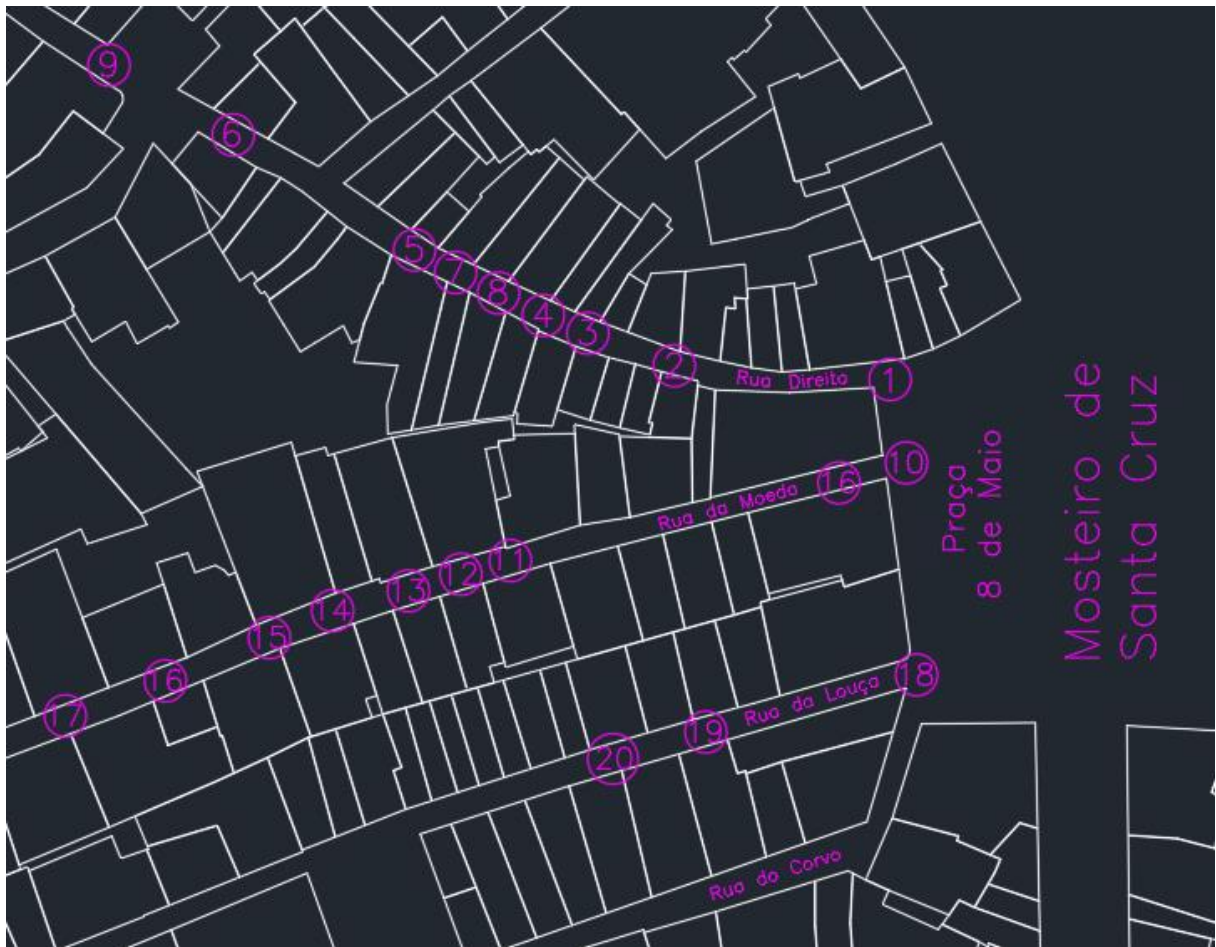 9
6
5
7
8
4
3
2
Rua Direito
1
10
16
Rua da Moeda
11
12
13
14
15
16
17
Praça
8 de Maio
Mosteiro de
Santa Cruz
18
Rua da Louça
19
20
Rua do Corvo